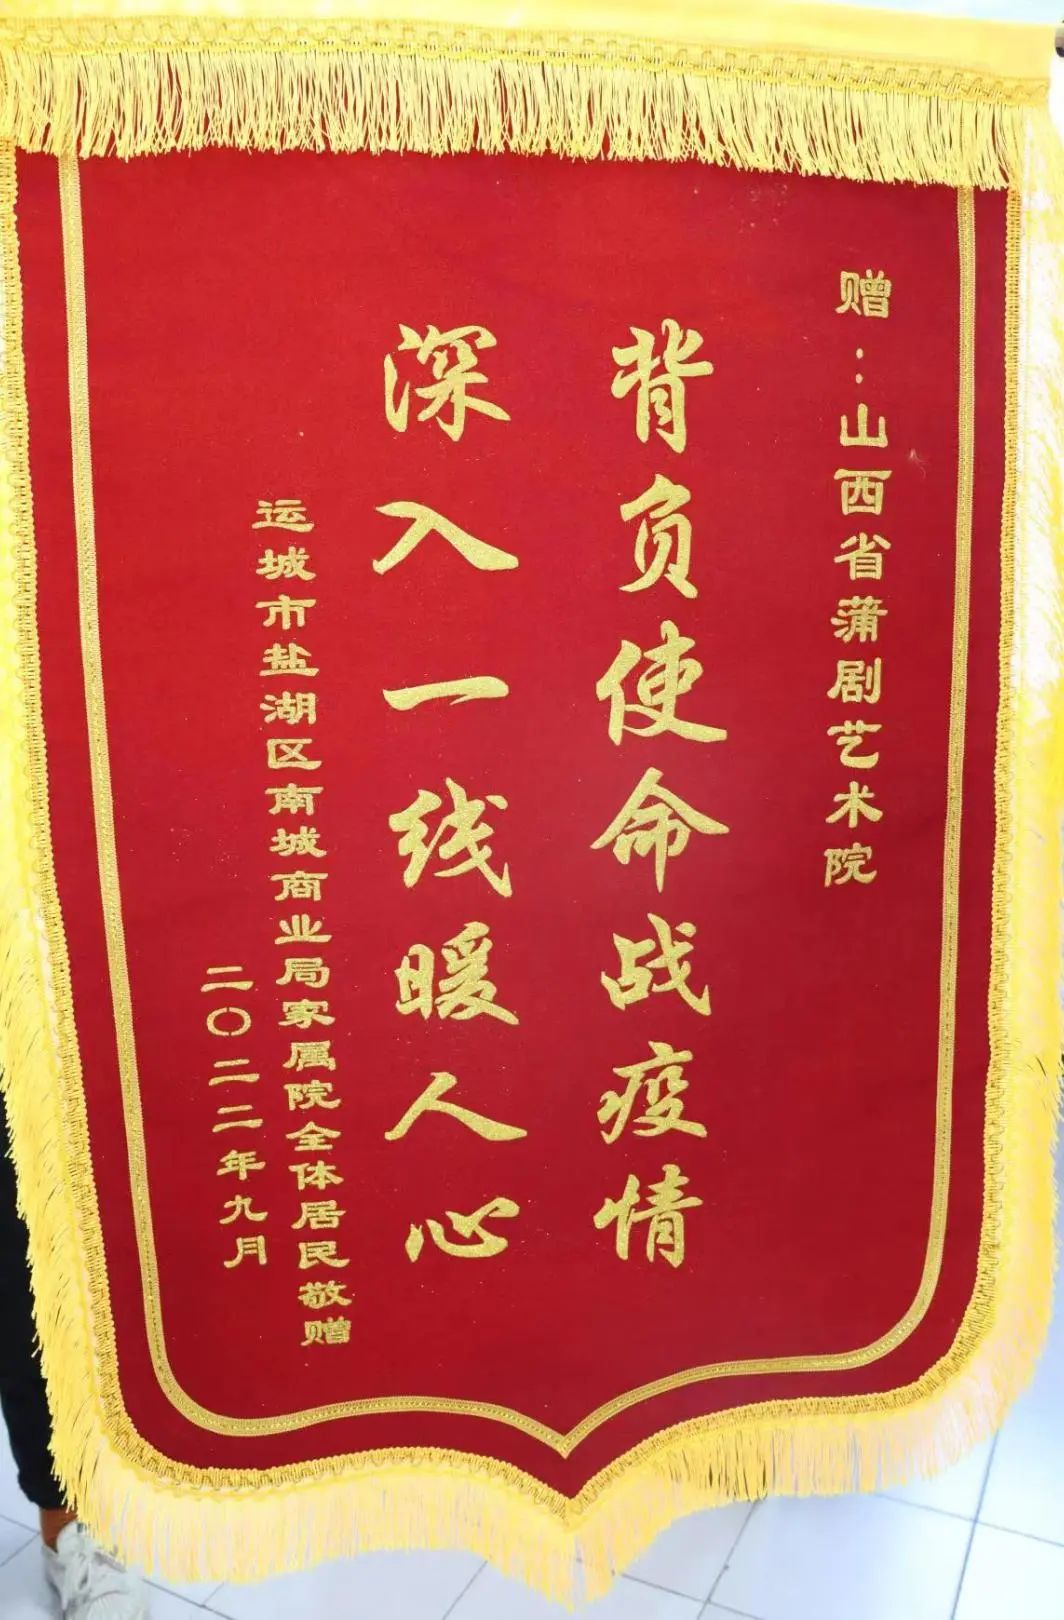 赠：山西省蒲剧艺术院
背负使命战疫情
深入一线暖人心
运城市盐湖区南城商业局家属院全体居民敬赠
二〇二二年九月